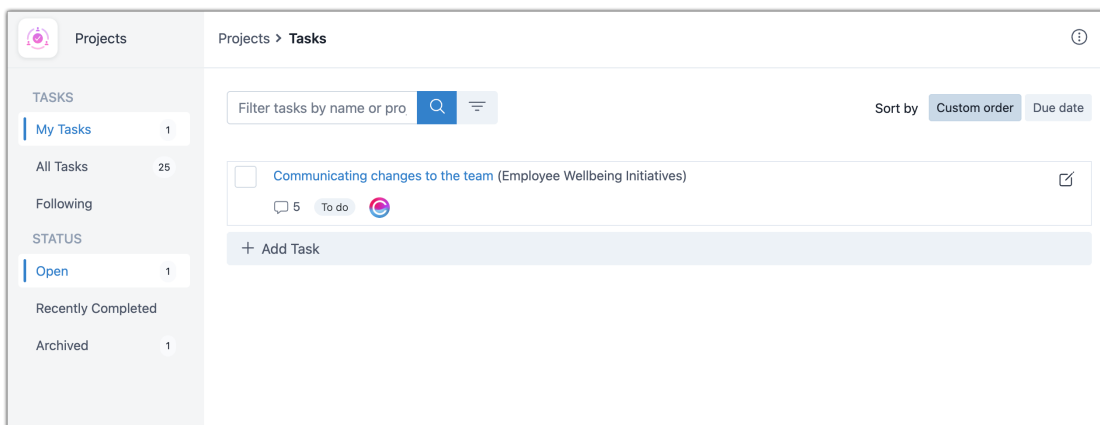 Projects
Projects > Tasks
TASKS
My Tasks 1
All Tasks 25
Following
STATUS
Open 1
Recently Completed
Archived 1
Filter tasks by name or pro
Sort by Custom order Due date
Communicating changes to the team (Employee Wellbeing Initiatives)
5 To do
+ Add Task